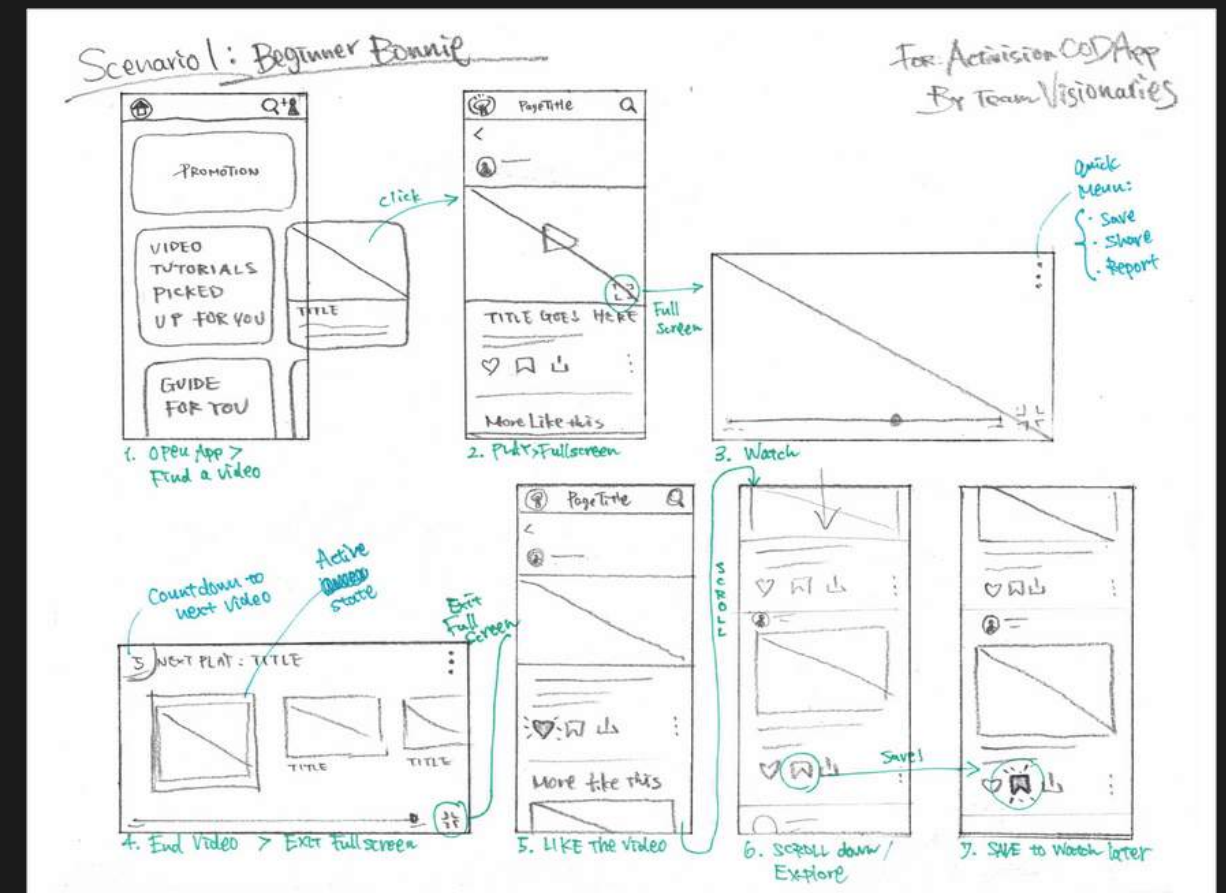 Scenario 1: Beginner Bonnie
For: Activision COD App
By Team Visionaries
PROMOTION
VIDEO
TUTORIALS
PICKED
UP FOR YOU
TITLE
GUIDE
FOR YOU
1. Open App >
Find a video
click
PageTitle
TITLE GOES HERE
More Like this
2. PLAY>Fullscreen
Full
Screen
Quick
Menu:
· Save
· Share
· Report
3. Watch
Countdown to
next video
Active
state
5 NEXT PLAY: TITLE
TITLE
TITLE
4. End Video > EXIT Fullscreen
Exit
Full
Screen
PageTitle
More like this
5. LIKE the video
SCROLL
6. SCROLL down /
Explore
Save!
7. SAVE to Watch later